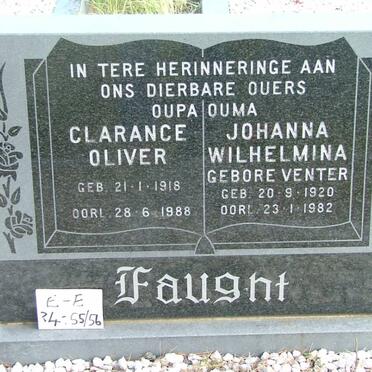 IN TERE HERINNERINGE AAN
ONS DIERBARE OUERS
OUPA OUMA
CLARANCE
OLIVER
GEB. 21·1·1918
OORL. 28·6·1988
JOHANNA
WILHELMINA
GEBORE VENTER
GEB. 20·9·1920
OORL. 23·1·1982
Faught
E-E
34-55/56